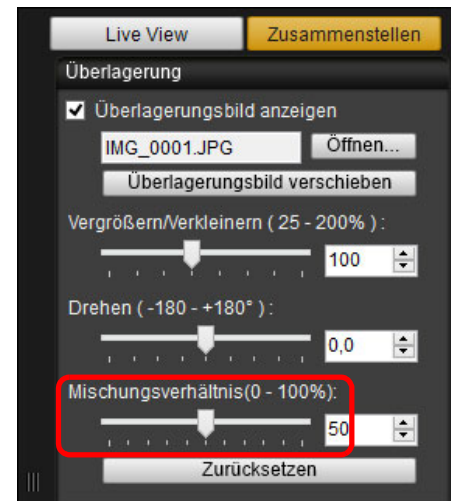 Live View Zusammenstellen
Überlagerung
Überlagerungsbild anzeigen
IMG_0001.JPG Öffnen...
Überlagerungsbild verschieben
Vergrößern/Verkleinern ( 25 - 200% ) :
100
Drehen ( -180 - +180° ) :
0,0
Mischungsverhältnis(0 - 100%):
50
Zurücksetzen